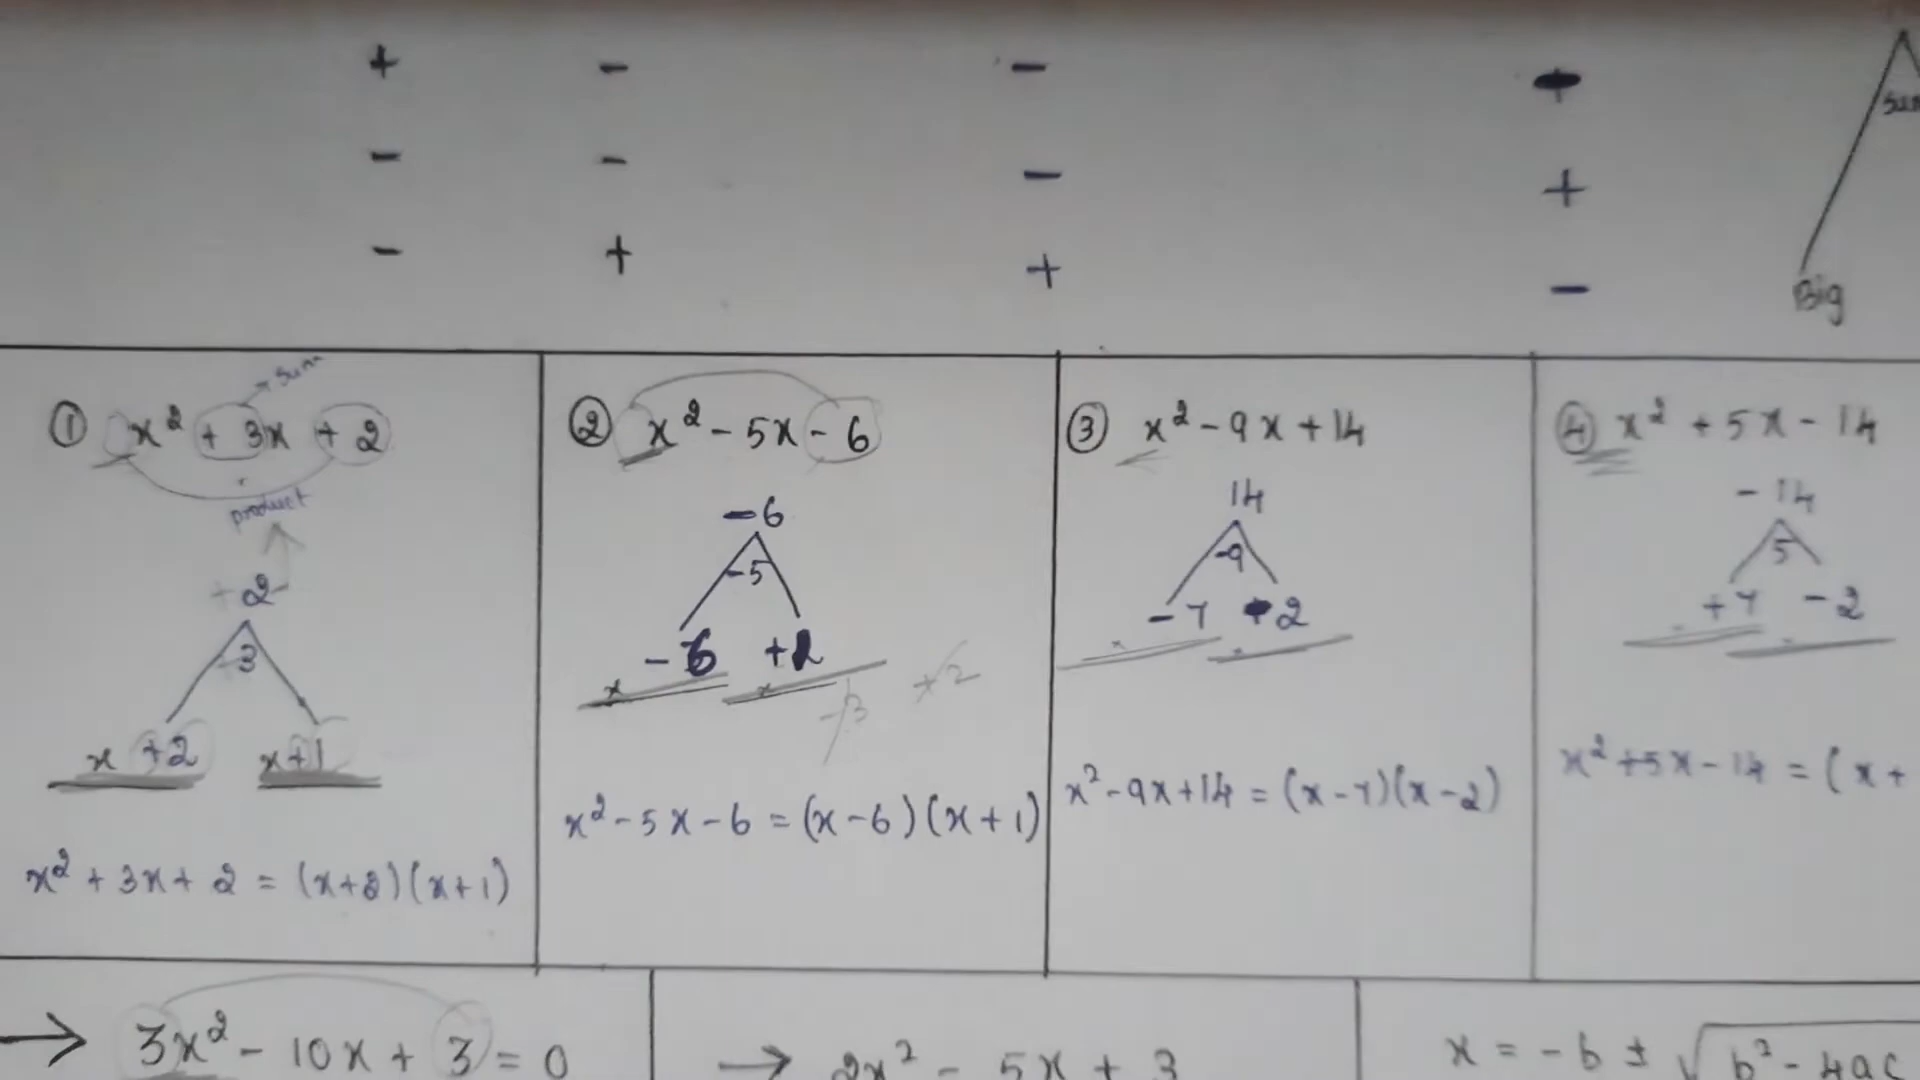 + - - +
- - - +
- + + -
Big
① x² + 3x + 2
→ sum
product
+2
+3
x +2 x+1
x² + 3x + 2 = (x+2)(x+1)
② x² - 5x - 6
-6
-5
-6 +1
-3 +2
x² - 5x - 6 = (x-6)(x+1)
③ x² - 9x + 14
14
-9
-7 -2
x² - 9x + 14 = (x-7)(x-2)
④ x² + 5x - 14
-14
5
+7 -2
x² + 5x - 14 = (x+
→ 3x² - 10x + 3 = 0
→ 2x² - 5x + 3
x = -b ± √b² - 4ac